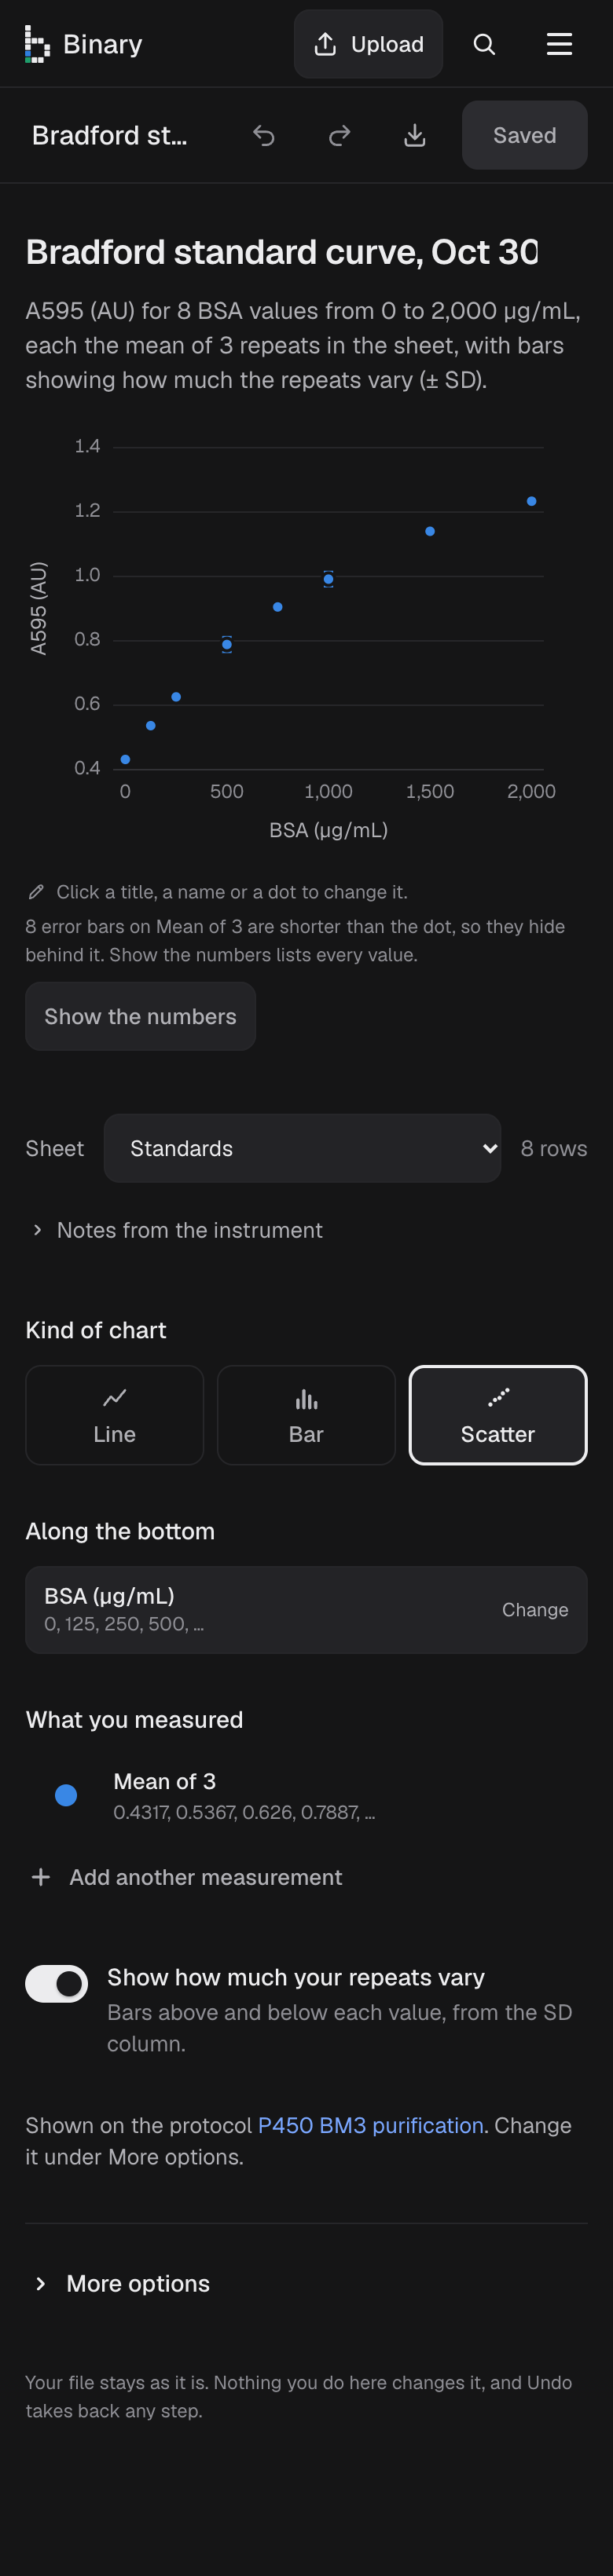 Binary
Upload
Bradford st...
Saved
Bradford standard curve, Oct 30
A595 (AU) for 8 BSA values from 0 to 2,000 µg/mL,
each the mean of 3 repeats in the sheet, with bars
showing how much the repeats vary (± SD).
1.4
1.2
1.0
0.8
0.6
0.4
A595 (AU)
0 500 1,000 1,500 2,000
BSA (µg/mL)
Click a title, a name or a dot to change it.
8 error bars on Mean of 3 are shorter than the dot, so they hide
behind it. Show the numbers lists every value.
Show the numbers
Sheet Standards 8 rows
Notes from the instrument
Kind of chart
Line Bar Scatter
Along the bottom
BSA (µg/mL)
0, 125, 250, 500, ...
Change
What you measured
Mean of 3
0.4317, 0.5367, 0.626, 0.7887, ...
Add another measurement
Show how much your repeats vary
Bars above and below each value, from the SD
column.
Shown on the protocol P450 BM3 purification. Change
it under More options.
More options
Your file stays as it is. Nothing you do here changes it, and Undo
takes back any step.